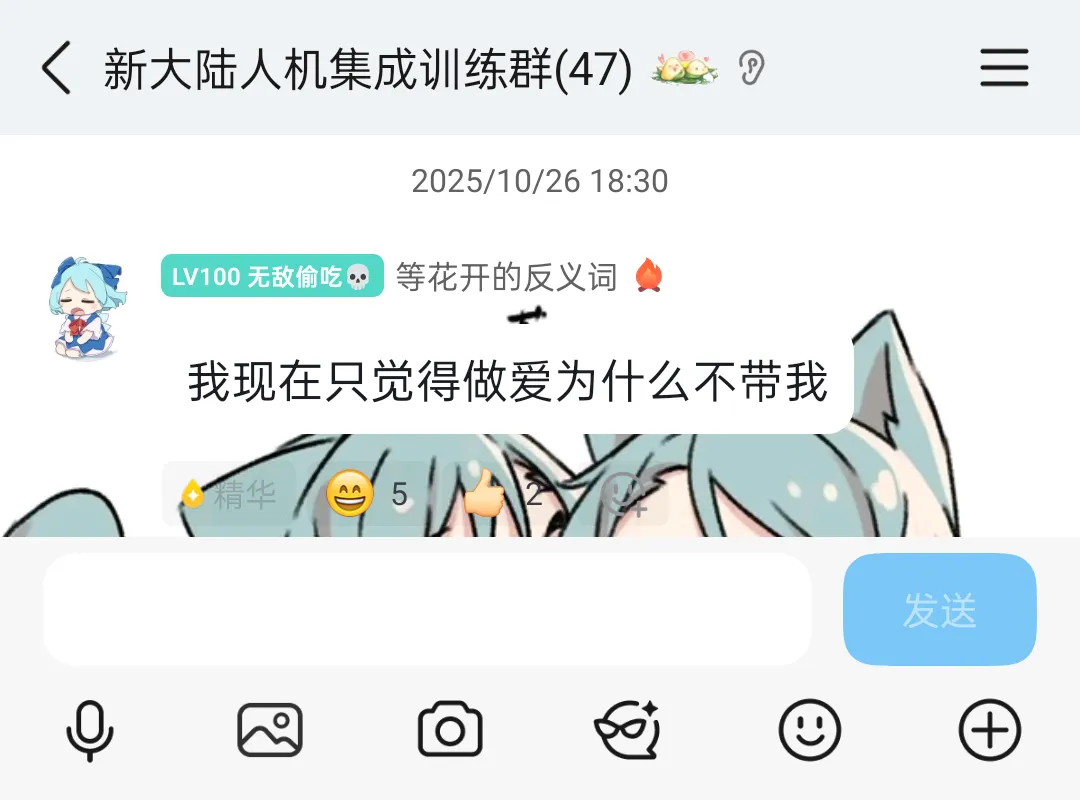 新大陆人机集成训练群(47)
2025/10/26 18:30
LV100 无敌偷吃💀 等花开的反义词 🔥
我现在只觉得做爱为什么不带我
精华 😄 5 👍 2
发送